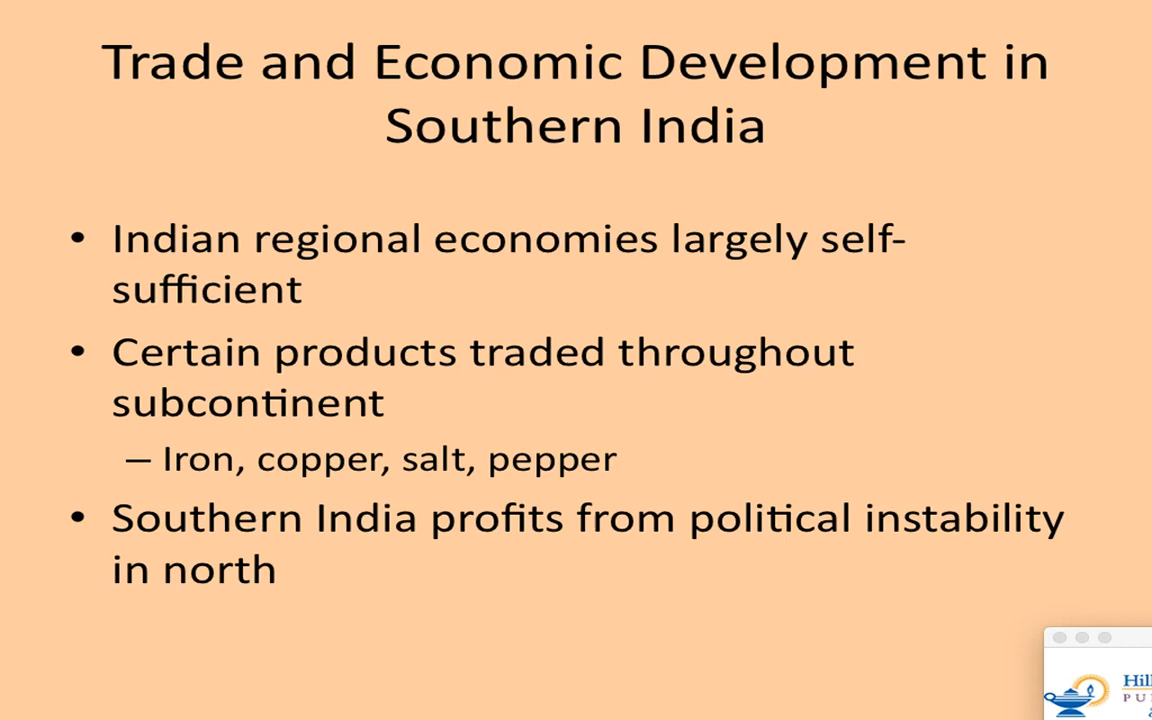 Trade and Economic Development in
Southern India
• Indian regional economies largely self-
sufficient
• Certain products traded throughout
subcontinent
– Iron, copper, salt, pepper
• Southern India profits from political instability
in north